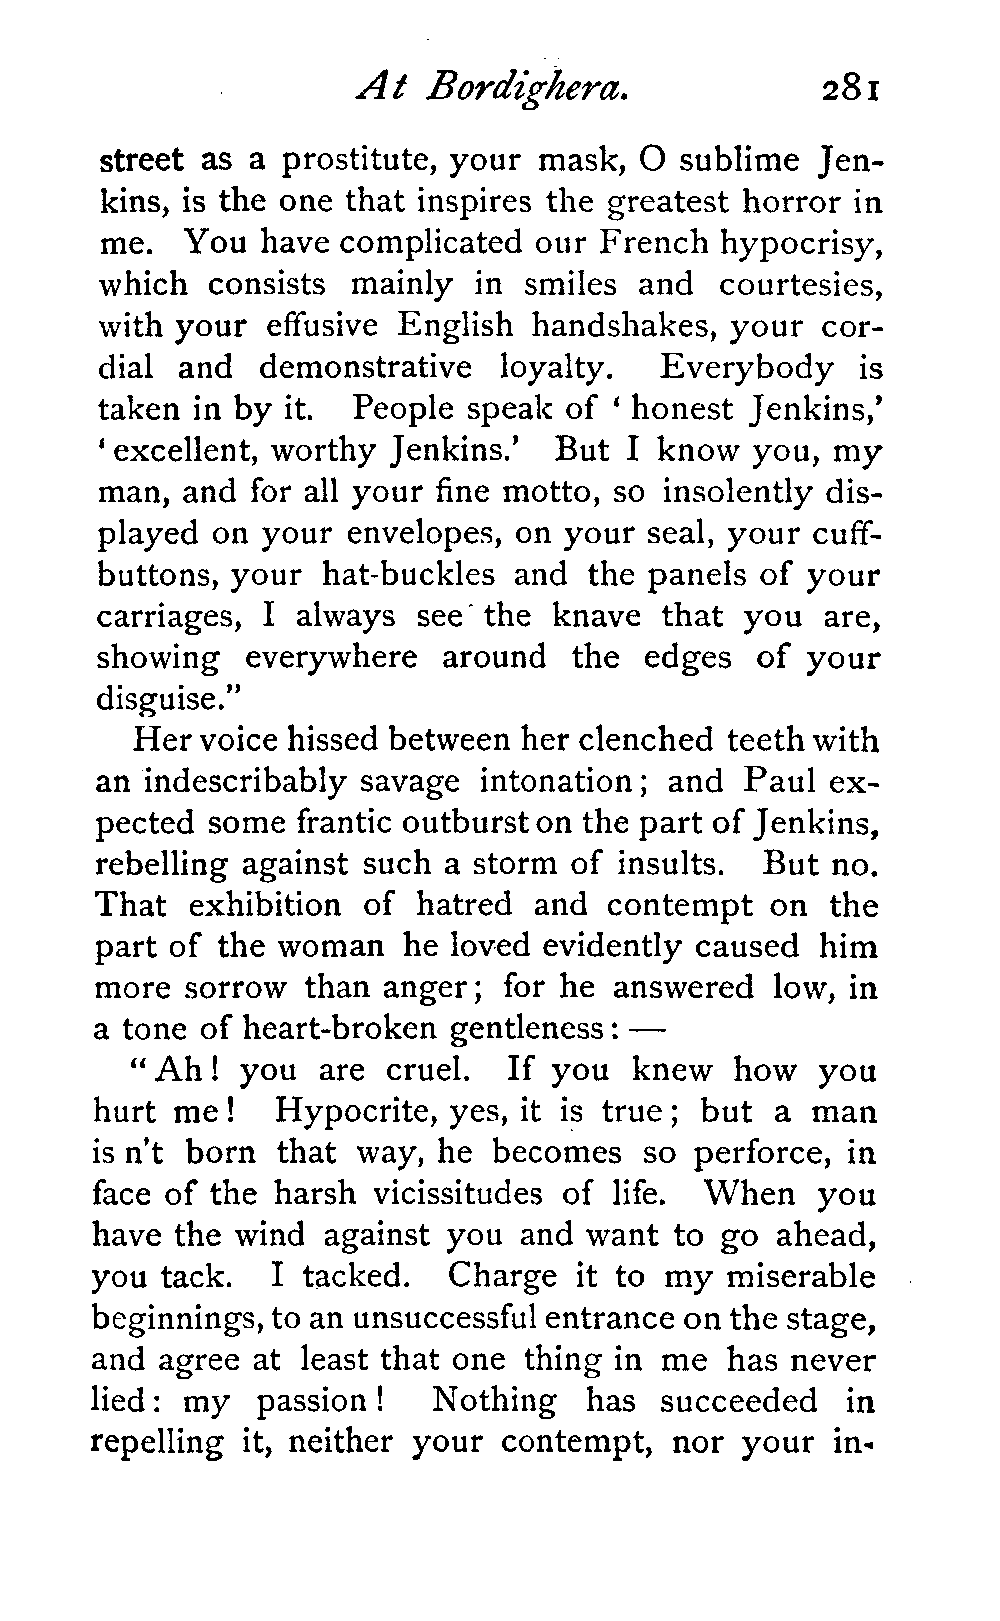 At Bordighera. 281
street as a prostitute, your mask, O sublime Jen-
kins, is the one that inspires the greatest horror in
me. You have complicated our French hypocrisy,
which consists mainly in smiles and courtesies,
with your effusive English handshakes, your cor-
dial and demonstrative loyalty. Everybody is
taken in by it. People speak of ‘ honest Jenkins,’
‘ excellent, worthy Jenkins.’ But I know you, my
man, and for all your fine motto, so insolently dis-
played on your envelopes, on your seal, your cuff-
buttons, your hat-buckles and the panels of your
carriages, I always see the knave that you are,
showing everywhere around the edges of your
disguise.”
Her voice hissed between her clenched teeth with
an indescribably savage intonation; and Paul ex-
pected some frantic outburst on the part of Jenkins,
rebelling against such a storm of insults. But no.
That exhibition of hatred and contempt on the
part of the woman he loved evidently caused him
more sorrow than anger; for he answered low, in
a tone of heart-broken gentleness: —
“ Ah! you are cruel. If you knew how you
hurt me! Hypocrite, yes, it is true; but a man
is n't born that way, he becomes so perforce, in
face of the harsh vicissitudes of life. When you
have the wind against you and want to go ahead,
you tack. I tacked. Charge it to my miserable
beginnings, to an unsuccessful entrance on the stage,
and agree at least that one thing in me has never
lied: my passion! Nothing has succeeded in
repelling it, neither your contempt, nor your in-